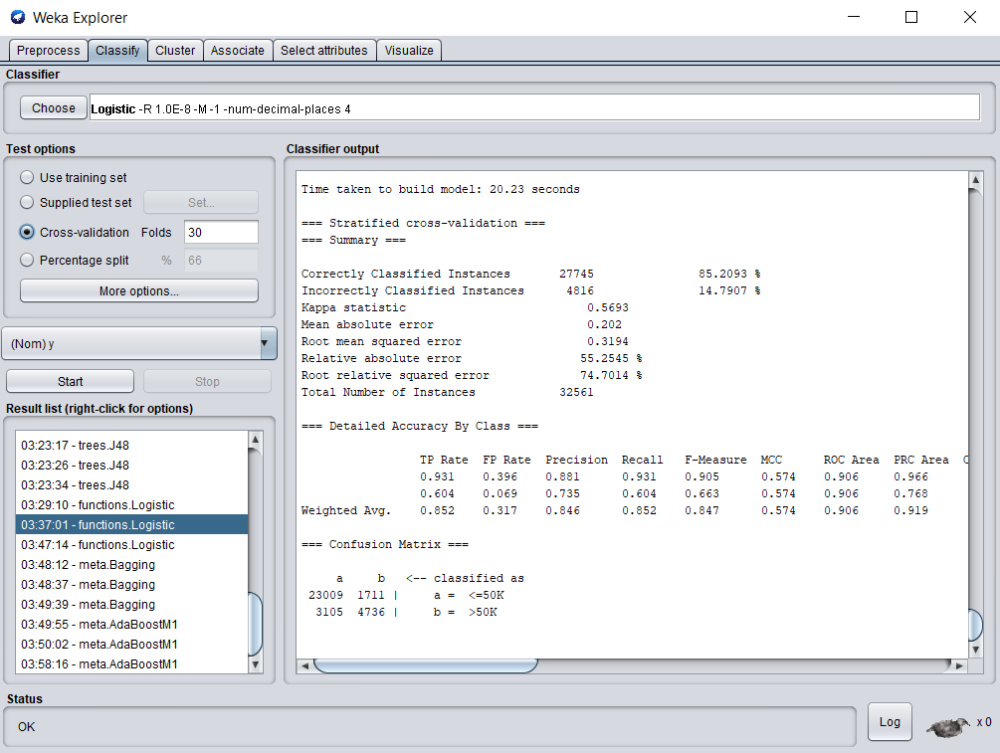 Weka Explorer
Preprocess Classify Cluster Associate Select attributes Visualize
Classifier
Choose Logistic -R 1.0E-8 -M -1 -num-decimal-places 4
Test options
Use training set
Supplied test set Set...
Cross-validation Folds 30
Percentage split % 66
More options...
(Nom) y
Start Stop
Result list (right-click for options)
03:23:17 - trees.J48
03:23:26 - trees.J48
03:23:34 - trees.J48
03:29:10 - functions.Logistic
03:37:01 - functions.Logistic
03:47:14 - functions.Logistic
03:48:12 - meta.Bagging
03:48:37 - meta.Bagging
03:49:39 - meta.Bagging
03:49:55 - meta.AdaBoostM1
03:50:02 - meta.AdaBoostM1
03:58:16 - meta.AdaBoostM1
Classifier output
Time taken to build model: 20.23 seconds
=== Stratified cross-validation ===
=== Summary ===
Correctly Classified Instances 27745 85.2093 %
Incorrectly Classified Instances 4816 14.7907 %
Kappa statistic 0.5693
Mean absolute error 0.202
Root mean squared error 0.3194
Relative absolute error 55.2545 %
Root relative squared error 74.7014 %
Total Number of Instances 32561
=== Detailed Accuracy By Class ===
TP Rate FP Rate Precision Recall F-Measure MCC ROC Area PRC Area C
0.931 0.396 0.881 0.931 0.905 0.574 0.906 0.966
0.604 0.069 0.735 0.604 0.663 0.574 0.906 0.768
Weighted Avg. 0.852 0.317 0.846 0.852 0.847 0.574 0.906 0.919
=== Confusion Matrix ===
a b <-- classified as
23009 1711 | a = <=50K
3105 4736 | b = >50K
Status
OK
Log
x 0